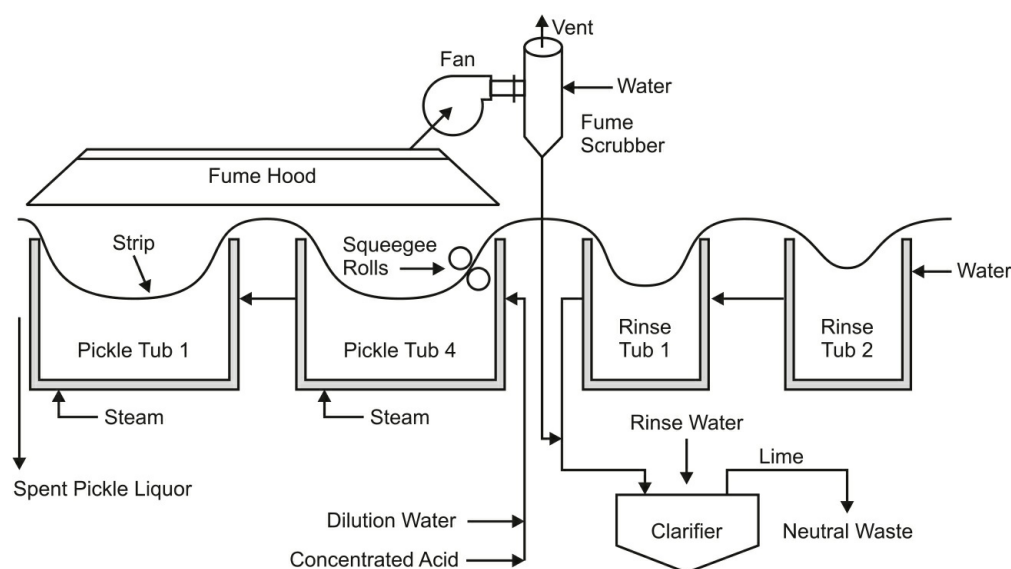 Vent
Fan
Water
Fume
Scrubber
Fume Hood
Strip
Squeegee
Rolls
Water
Pickle Tub 1
Pickle Tub 4
Rinse
Tub 1
Rinse
Tub 2
Steam
Steam
Rinse Water
Lime
Spent Pickle Liquor
Dilution Water
Clarifier
Neutral Waste
Concentrated Acid